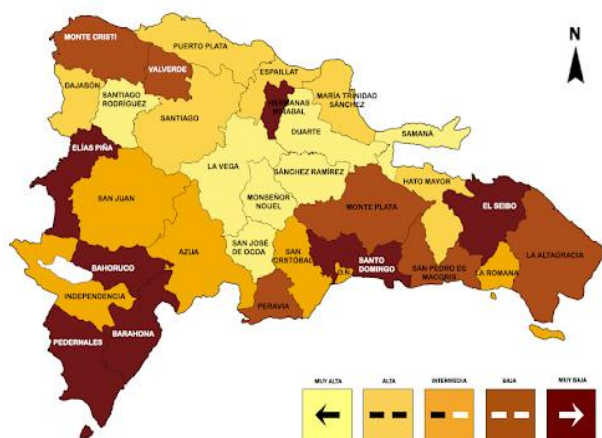 MONTE CRISTI
PUERTO PLATA
N
VALVERDE
ESPAILLAT
DAJABÓN
SANTIAGO
RODRÍGUEZ
MARÍA TRINIDAD
SÁNCHEZ
HERMANAS
MIRABAL
SANTIAGO
DUARTE
SAMANÁ
ELÍAS PIÑA
LA VEGA
SÁNCHEZ RAMÍREZ
HATO MAYOR
SAN JUAN
MONSEÑOR
NOUEL
MONTE PLATA
EL SEIBO
AZUA
SAN JOSÉ
DE OCOA
SAN
CRISTÓBAL
SANTO
DOMINGO
D.N.
LA ALTAGRACIA
BAHORUCO
SAN PEDRO DE
MACORIS
LA ROMANA
INDEPENDENCIA
PERAVIA
BARAHONA
PEDERNALES
MUY ALTA
ALTA
INTERMEDIA
BAJA
MUY BAJA